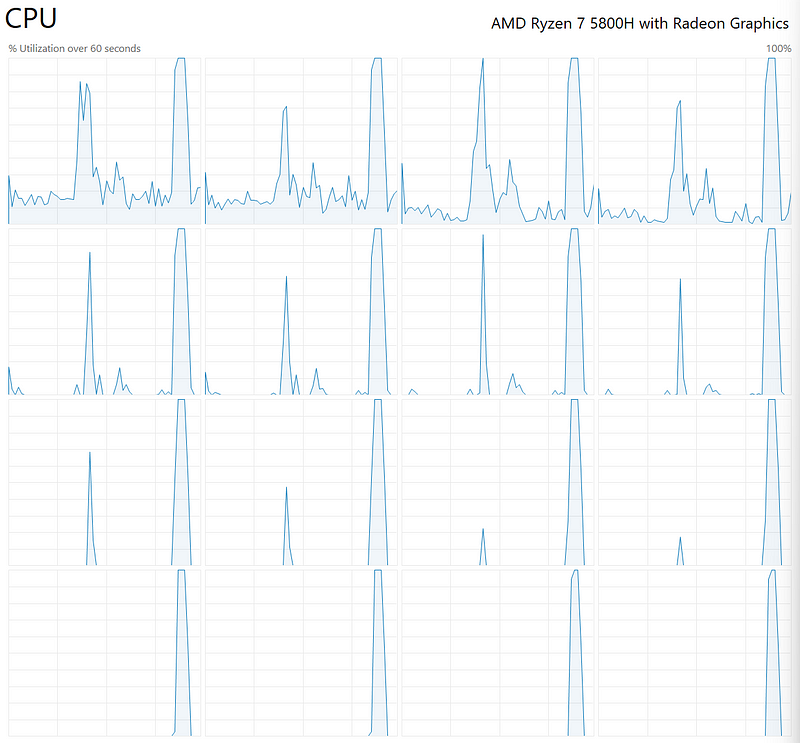 CPU
AMD Ryzen 7 5800H with Radeon Graphics
% Utilization over 60 seconds
100%